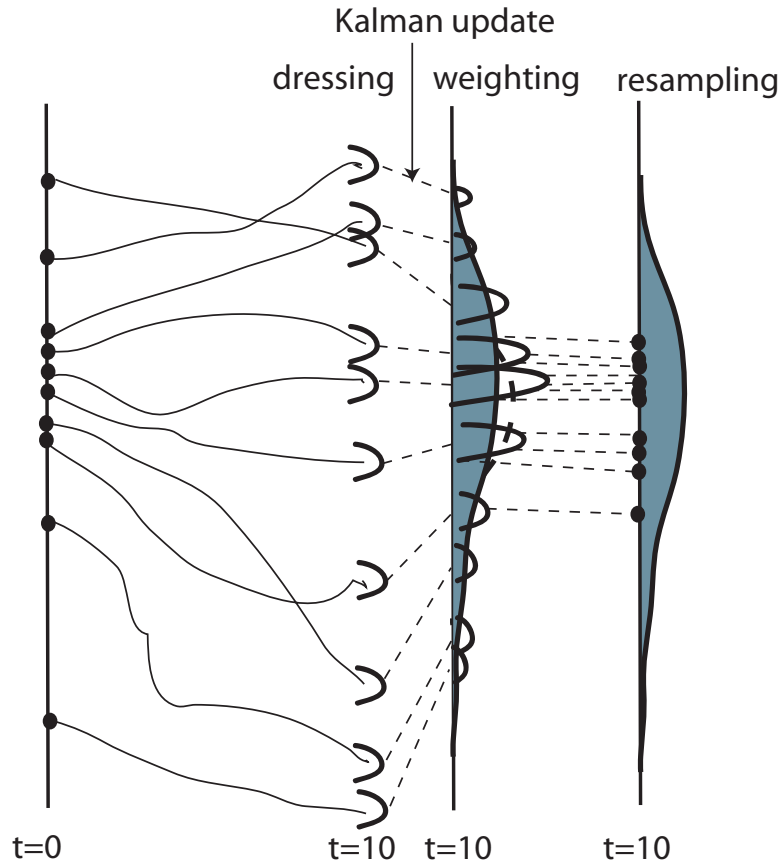 Kalman update
dressing weighting resampling
t=0 t=10 t=10 t=10